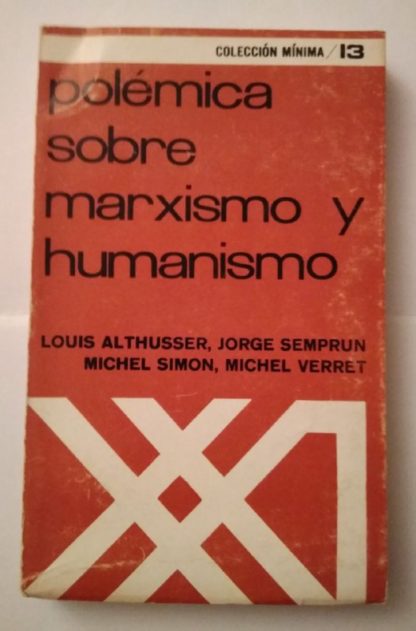 COLECCIÓN MÍNIMA / 13
polémica
sobre
marxismo y
humanismo
LOUIS ALTHUSSER, JORGE SEMPRUN
MICHEL SIMON, MICHEL VERRET